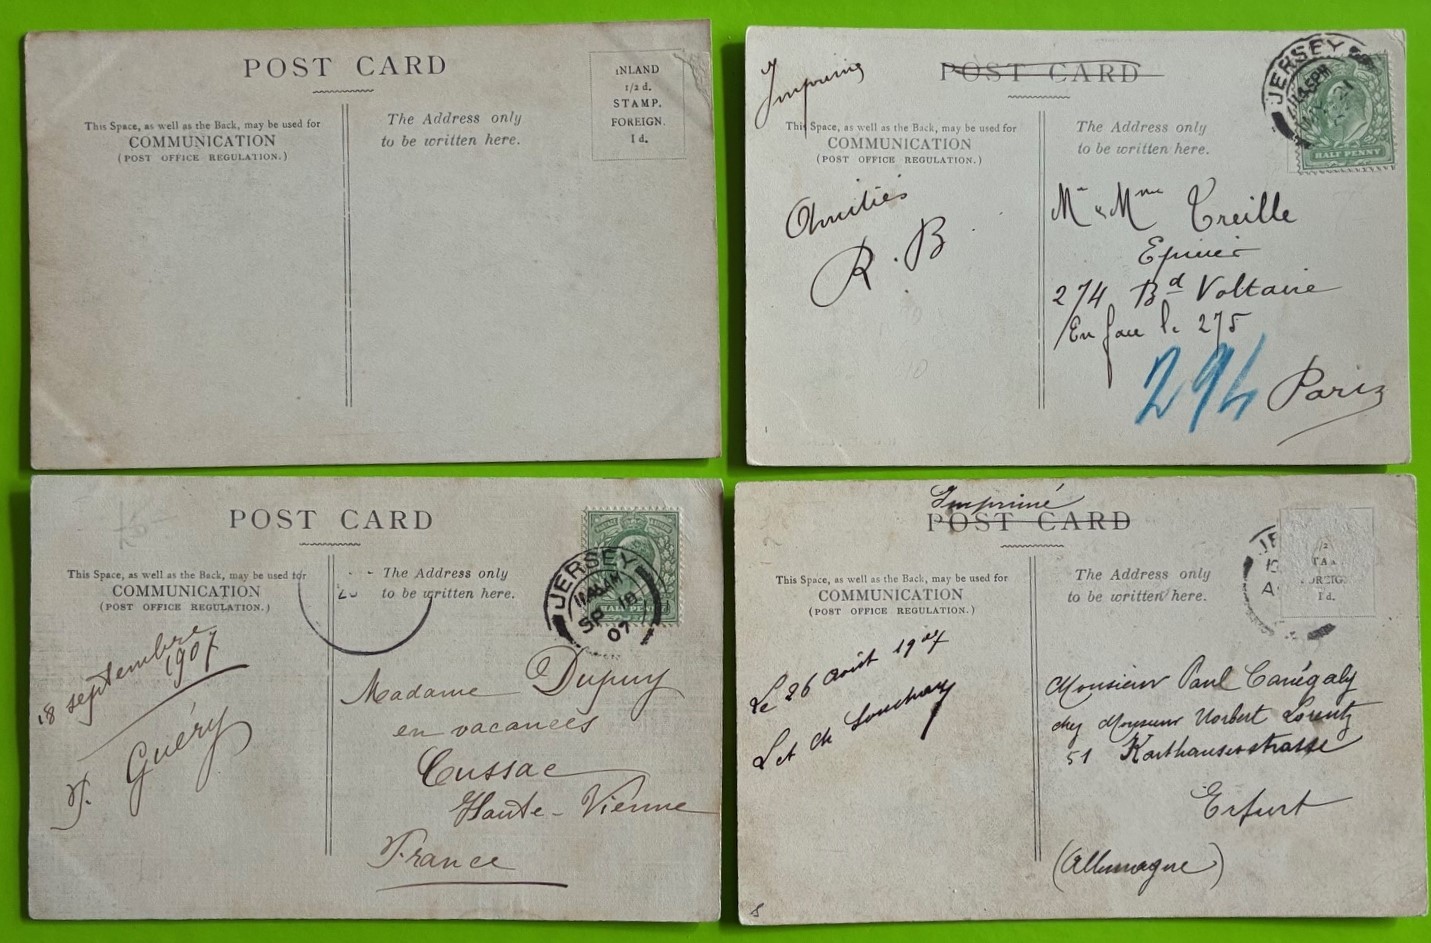 POST CARD
This Space, as well as the Back, may be used for
COMMUNICATION
(POST OFFICE REGULATION.)
The Address only
to be written here.
INLAND
1/2 d.
STAMP.
FOREIGN.
1 d.
Imprimé
POST CARD
This Space, as well as the Back, may be used for
COMMUNICATION
(POST OFFICE REGULATION.)
Amitiés
R. B
The Address only
to be written here.
JERSEY
HALF PENNY
Mr & Mme Treille
Epicier
274 Bd Voltaire
En face le 275
294
Paris
POST CARD
This Space, as well as the Back, may be used for
COMMUNICATION
(POST OFFICE REGULATION.)
18 septembre
1907
Guéry
The Address only
to be written here.
JERSEY
SP 18
07
HALF PENNY
Madame Dupuy
en vacances
Cussac
Haute-Vienne
France
Imprimé
POST CARD
This Space, as well as the Back, may be used for
COMMUNICATION
(POST OFFICE REGULATION.)
Le 26 août 1907
The Address only
to be written here.
1 d.
Monsieur Paul Canégaly
chez Monsieur Norbert Lorentz
51 Karthauserstrasse
Erfurt
(Allemagne)